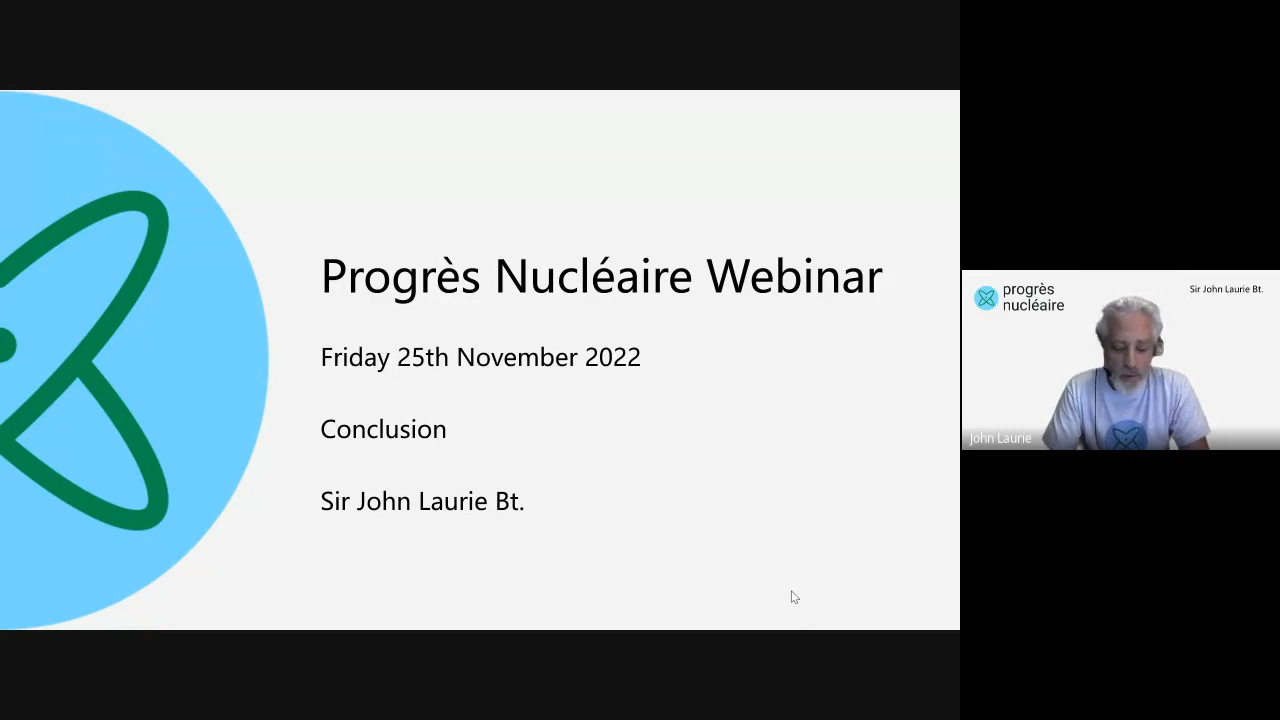 Progrès Nucléaire Webinar
Friday 25th November 2022
Conclusion
Sir John Laurie Bt.
progrès
nucléaire
Sir John Laurie Bt.
John Laurie